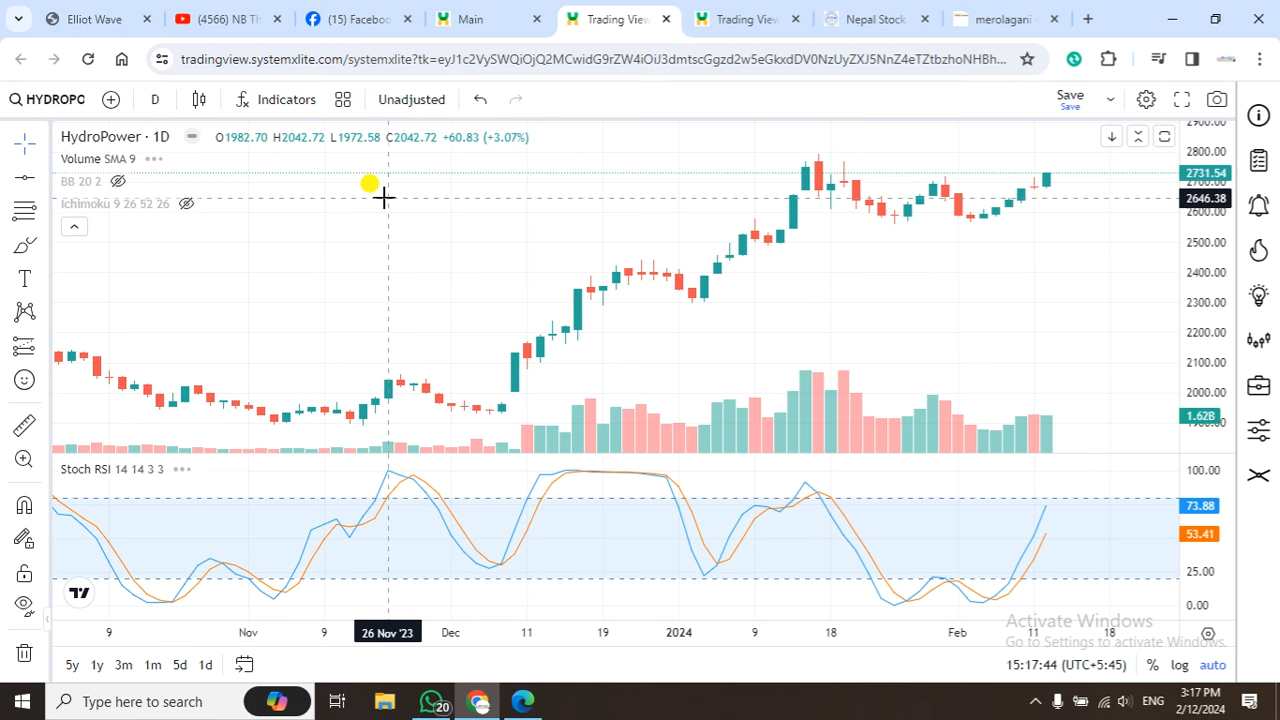 Elliot Wave
(4566) NB Th
(15) Faceboo
Main
Trading View
Trading View
Nepal Stock
merolagani -
tradingview.systemxlite.com/systemxlite?tk=eyJ1c2VySWQiOjQ2MCwidG9rZW4iOiJ3dmtscGgzd2w5eGkxdDV0NzUyZXJ5NnZ4eTZtbzhoNHBh...
HYDROPO
D
Indicators
Unadjusted
Save
Save
HydroPower · 1D
O1982.70 H2042.72 L1972.58 C2042.72 +60.83 (+3.07%)
Volume SMA 9
BB 20 2
Ichimoku 9 26 52 26
2900.00
2800.00
2731.54
2700.00
2646.38
2600.00
2500.00
2400.00
2300.00
2200.00
2100.00
2000.00
1.62B
1900.00
Stoch RSI 14 14 3 3
100.00
73.88
53.41
25.00
0.00
9 Nov 9 26 Nov '23 Dec 11 19 2024 9 18 Feb 11 18
Activate Windows
Go to Settings to activate Windows.
5y 1y 3m 1m 5d 1d
15:17:44 (UTC+5:45) % log auto
Type here to search
20
ENG
3:17 PM
2/12/2024